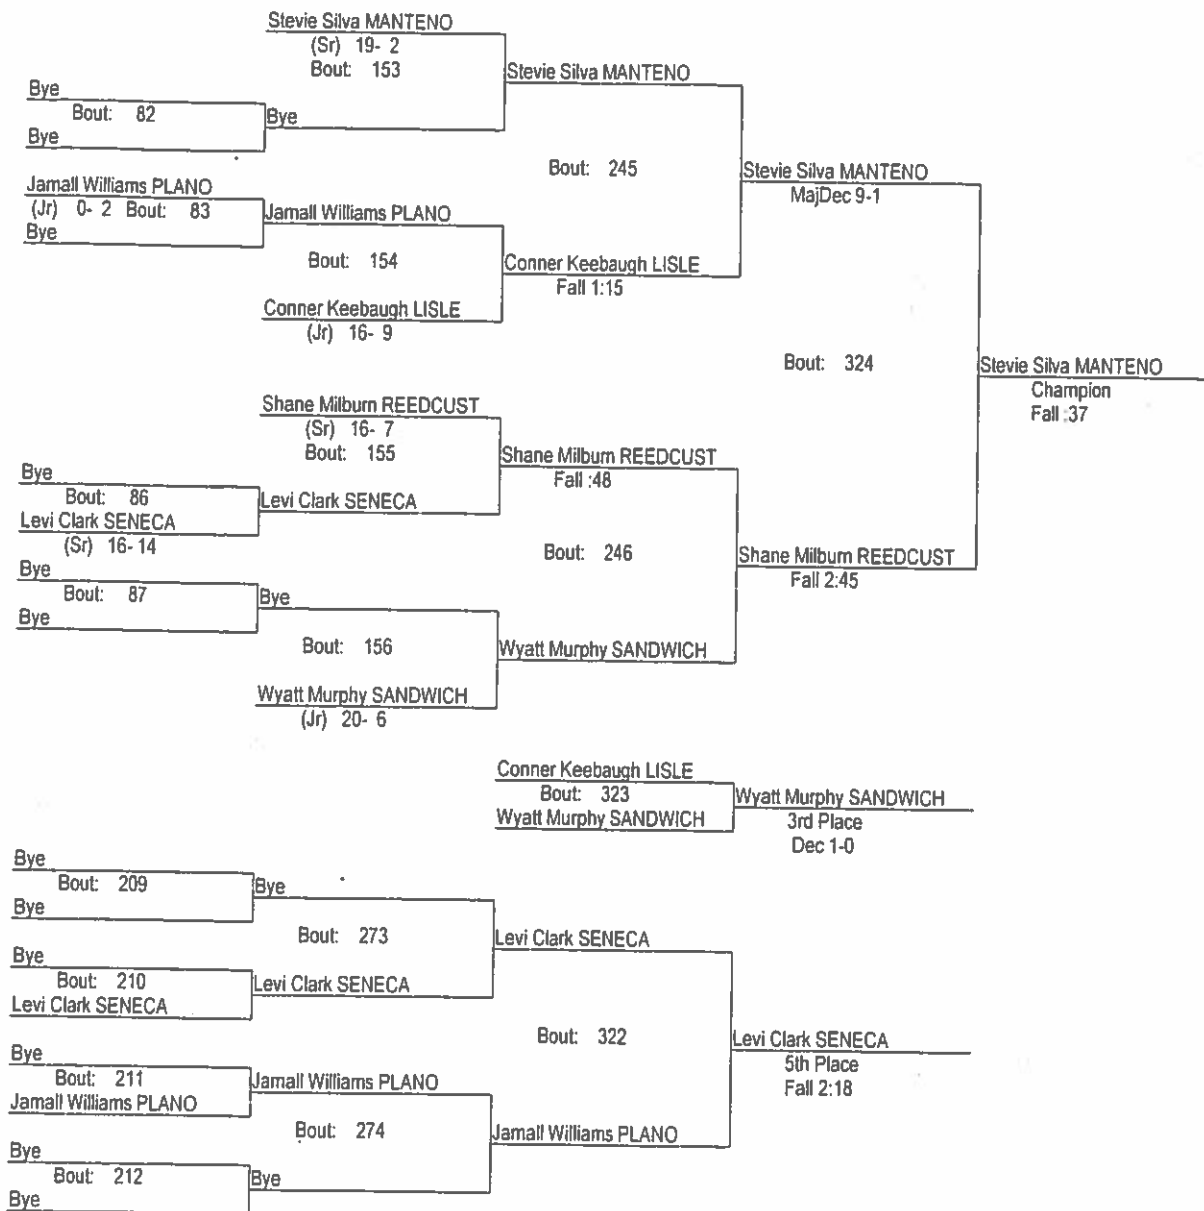 Stevie Silva MANTENO
(Sr) 19- 2
Bout: 153
Stevie Silva MANTENO
Bye
Bout: 82
Bye
Bye
Bout: 245
Stevie Silva MANTENO
MajDec 9-1
Jamall Williams PLANO
(Jr) 0- 2 Bout: 83
Jamall Williams PLANO
Bye
Bout: 154
Conner Keebaugh LISLE
Fall 1:15
Conner Keebaugh LISLE
(Jr) 16- 9
Bout: 324
Stevie Silva MANTENO
Champion
Fall :37
Shane Milburn REEDCUST
(Sr) 16- 7
Bout: 155
Shane Milburn REEDCUST
Fall :48
Bye
Bout: 86
Levi Clark SENECA
Levi Clark SENECA
(Sr) 16- 14
Bout: 246
Shane Milburn REEDCUST
Fall 2:45
Bye
Bout: 87
Bye
Bye
Bout: 156
Wyatt Murphy SANDWICH
Wyatt Murphy SANDWICH
(Jr) 20- 6
Conner Keebaugh LISLE
Bout: 323
Wyatt Murphy SANDWICH
Wyatt Murphy SANDWICH
3rd Place
Dec 1-0
Bye
Bout: 209
Bye
Bye
Bout: 273
Levi Clark SENECA
Bye
Bout: 210
Levi Clark SENECA
Levi Clark SENECA
Bout: 322
Levi Clark SENECA
5th Place
Fall 2:18
Bye
Bout: 211
Jamall Williams PLANO
Jamall Williams PLANO
Bout: 274
Jamall Williams PLANO
Bye
Bout: 212
Bye
Bye